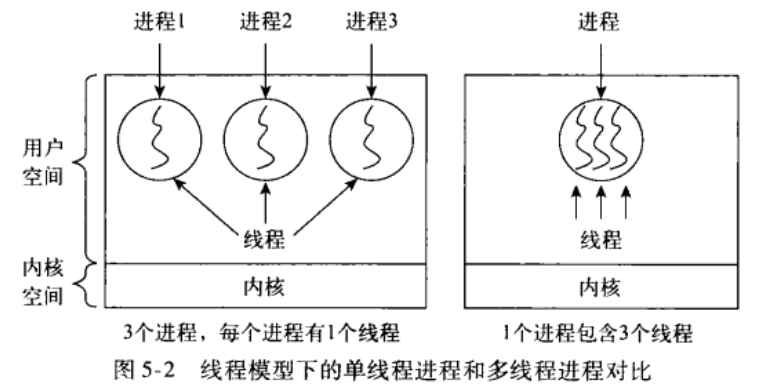 进程1 进程2 进程3 进程
用户
空间
线程 线程
内核
空间
内核 内核
3个进程，每个进程有1个线程 1个进程包含3个线程
图 5-2 线程模型下的单线程进程和多线程进程对比